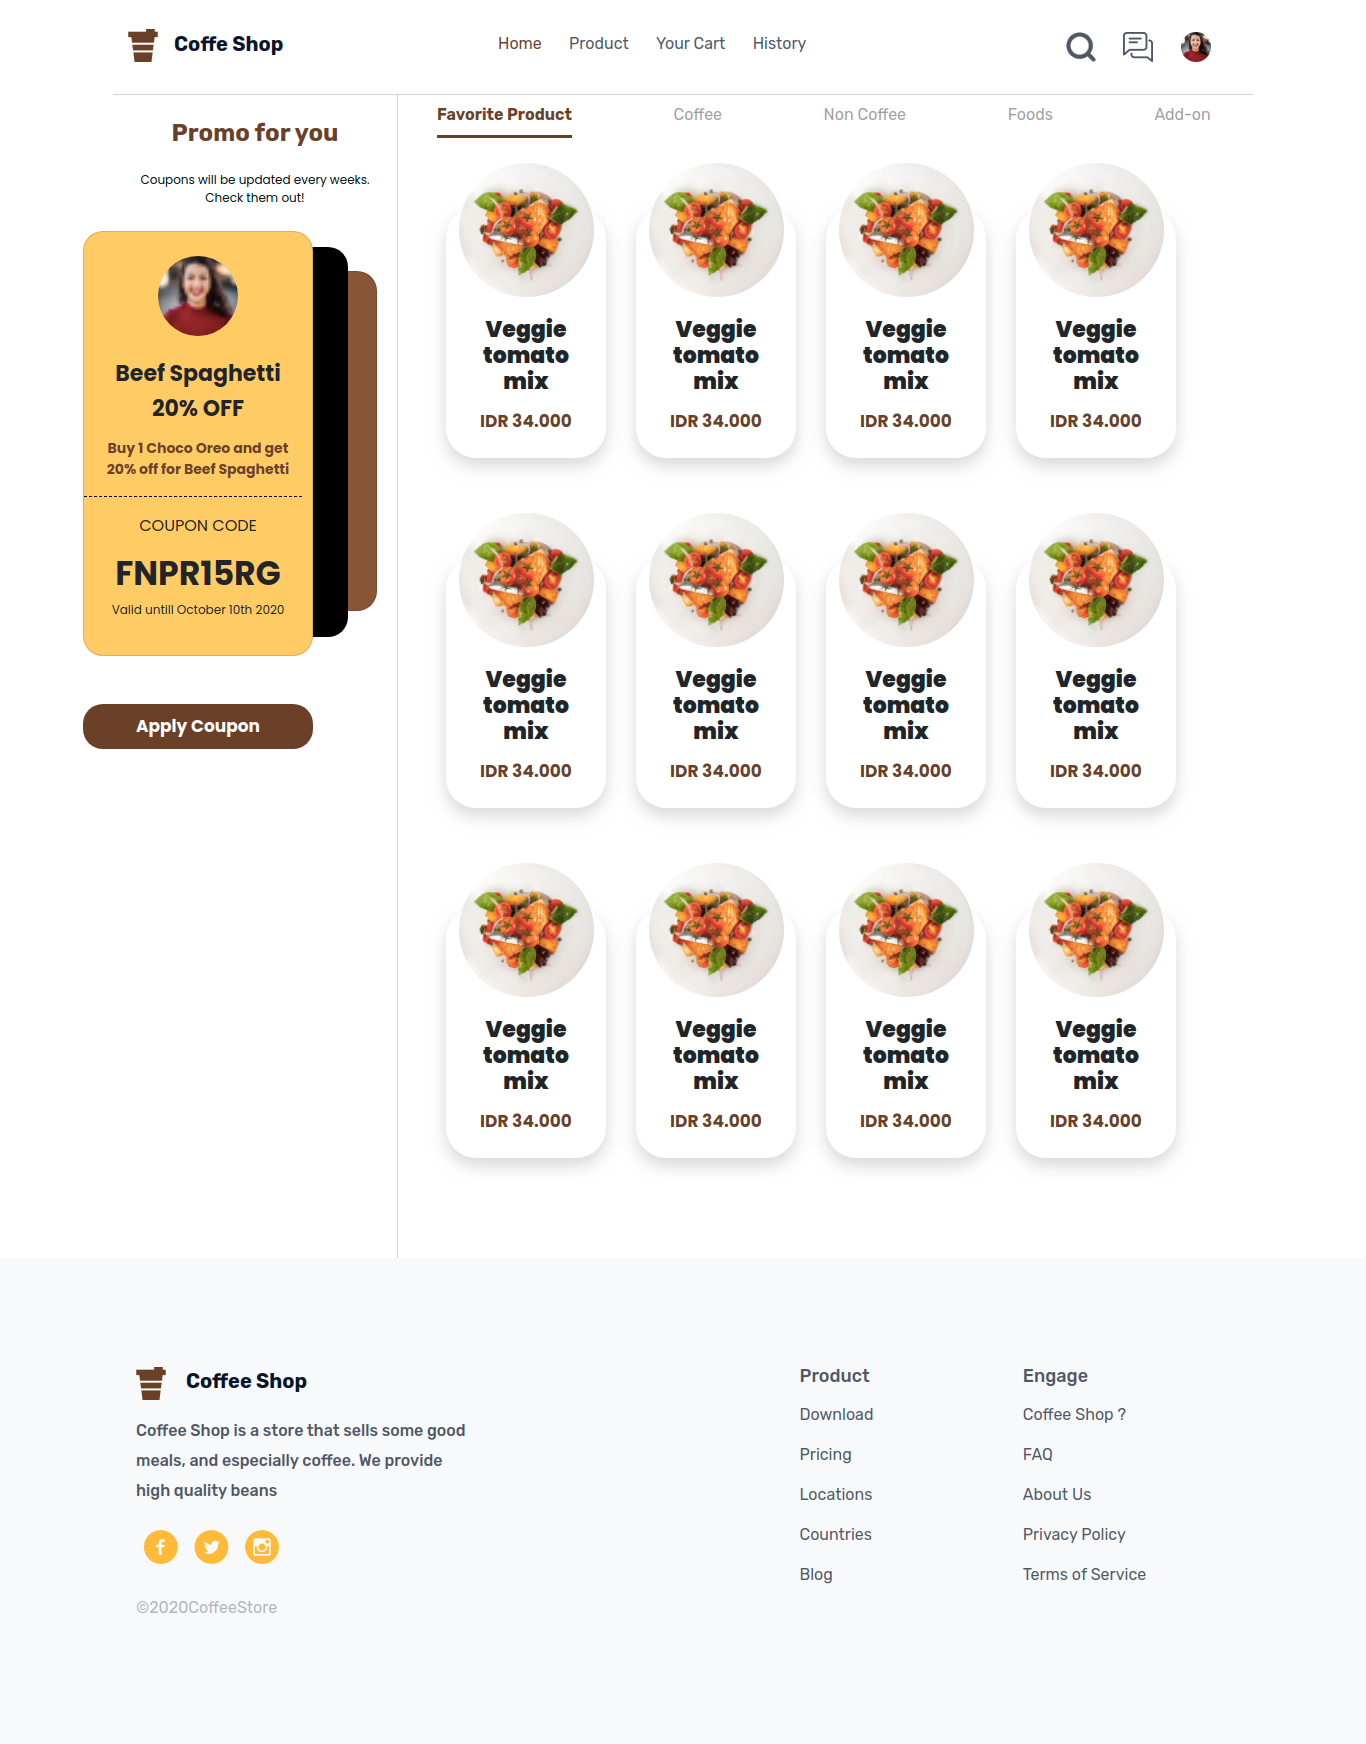 Coffe Shop
Home Product Your Cart History
Promo for you
Coupons will be updated every weeks.
Check them out!
Beef Spaghetti
20% OFF
Buy 1 Choco Oreo and get
20% off for Beef Spaghetti
COUPON CODE
FNPR15RG
Valid untill October 10th 2020
Apply Coupon
Favorite Product Coffee Non Coffee Foods Add-on
Veggie
tomato
mix
IDR 34.000
Veggie
tomato
mix
IDR 34.000
Veggie
tomato
mix
IDR 34.000
Veggie
tomato
mix
IDR 34.000
Veggie
tomato
mix
IDR 34.000
Veggie
tomato
mix
IDR 34.000
Veggie
tomato
mix
IDR 34.000
Veggie
tomato
mix
IDR 34.000
Veggie
tomato
mix
IDR 34.000
Veggie
tomato
mix
IDR 34.000
Veggie
tomato
mix
IDR 34.000
Veggie
tomato
mix
IDR 34.000
Coffee Shop
Coffee Shop is a store that sells some good
meals, and especially coffee. We provide
high quality beans
©2020CoffeeStore
Product
Download
Pricing
Locations
Countries
Blog
Engage
Coffee Shop ?
FAQ
About Us
Privacy Policy
Terms of Service